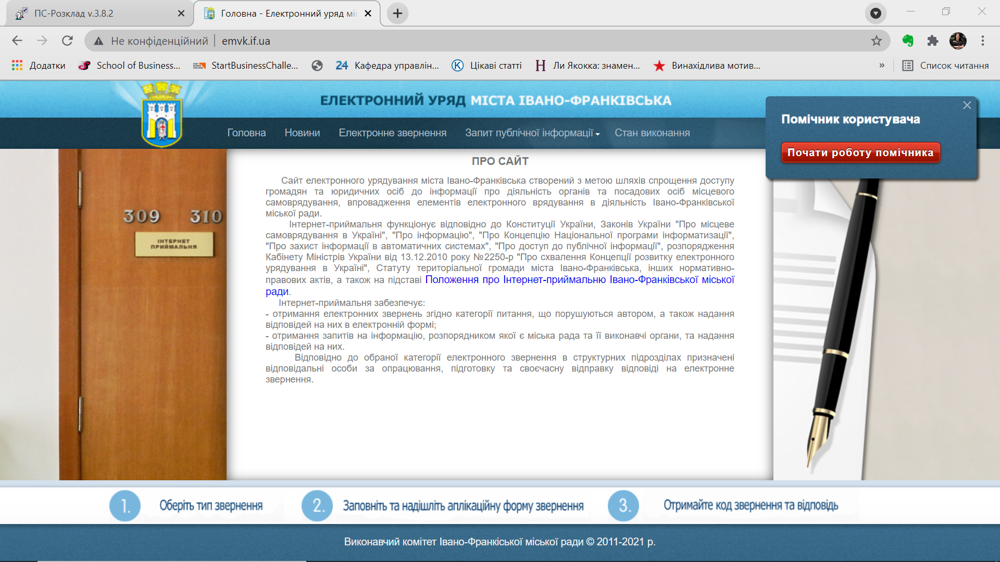 ПС-Розклад v.3.8.2
Головна - Електронний уряд міс
Не конфіденційний
emvk.if.ua
Додатки
School of Business...
StartBusinessChalle...
24 Кафедра управлін...
Цікаві статті
Ли Якокка: знамен...
Винахідлива мотив...
»
Список читання
ЕЛЕКТРОННИЙ УРЯД МІСТА ІВАНО-ФРАНКІВСЬКА
Головна
Новини
Електронне звернення
Запит публічної інформації
Стан виконання
Помічник користувача
Почати роботу помічника
309 310
ІНТЕРНЕТ
ПРИЙМАЛЬНЯ
ПРО САЙТ
Сайт електронного урядування міста Івано-Франківська створений з метою шляхів спрощення доступу
громадян та юридичних осіб до інформації про діяльність органів та посадових осіб місцевого
самоврядування, впровадження елементів електронного врядування в діяльність Івано-Франківської
міської ради.
Інтернет-приймальня функціонує відповідно до Конституції України, Законів України "Про місцеве
самоврядування в Україні", "Про інформацію", "Про Концепцію Національної програми інформатизації",
"Про захист інформації в автоматичних системах", "Про доступ до публічної інформації", розпорядження
Кабінету Міністрів України від 13.12.2010 року №2250-р "Про схвалення Концепції розвитку електронного
урядування в Україні", Статуту територіальної громади міста Івано-Франківська, інших нормативно-
правових актів, а також на підставі Положення про Інтернет-приймальню Івано-Франківської міської
ради.
Інтернет-приймальня забезпечує:
- отримання електронних звернень згідно категорії питання, що порушуються автором, а також надання
відповідей на них в електронній формі;
- отримання запитів на інформацію, розпорядником якої є міська рада та її виконавчі органи, та надання
відповідей на них.
Відповідно до обраної категорії електронного звернення в структурних підрозділах призначені
відповідальні особи за опрацювання, підготовку та своєчасну відправку відповіді на електронне
звернення.
1. Оберіть тип звернення
2. Заповніть та надішліть аплікаційну форму звернення
3. Отримайте код звернення та відповідь
Виконавчий комітет Івано-Франкіської міської ради © 2011-2021 р.